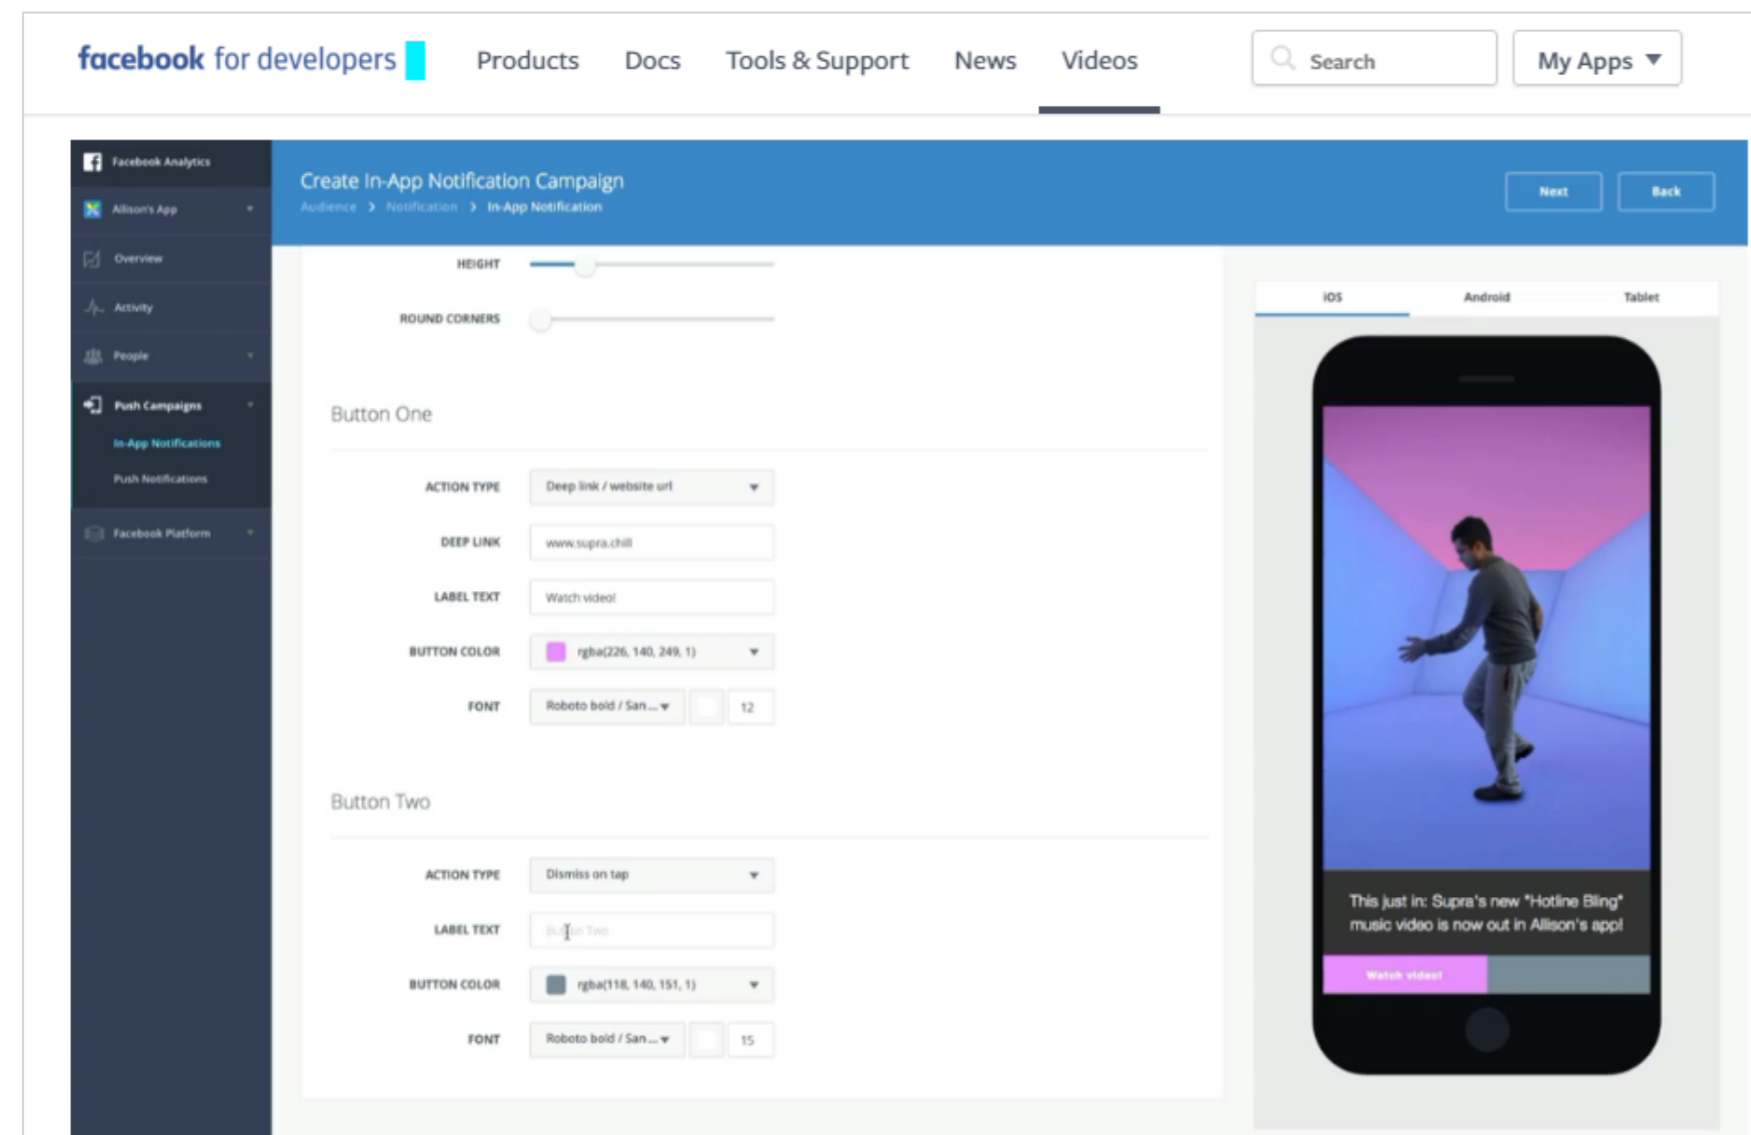 facebook for developers Products Docs Tools & Support News Videos Search My Apps
Facebook Analytics
Allison's App
Overview
Activity
People
Push Campaigns
In-App Notifications
Push Notifications
Facebook Platform
Create In-App Notification Campaign
Audience > Notification > In-App Notification
Next Back
HEIGHT
ROUND CORNERS
Button One
ACTION TYPE Deep link / website url
DEEP LINK www.supra.chill
LABEL TEXT Watch video!
BUTTON COLOR rgba(226, 140, 249, 1)
FONT Roboto bold / San ... 12
Button Two
ACTION TYPE Dismiss on tap
LABEL TEXT Button Two
BUTTON COLOR rgba(118, 140, 151, 1)
FONT Roboto bold / San ... 15
iOS Android Tablet
This just in: Supra's new "Hotline Bling"
music video is now out in Allison's app!
Watch video!